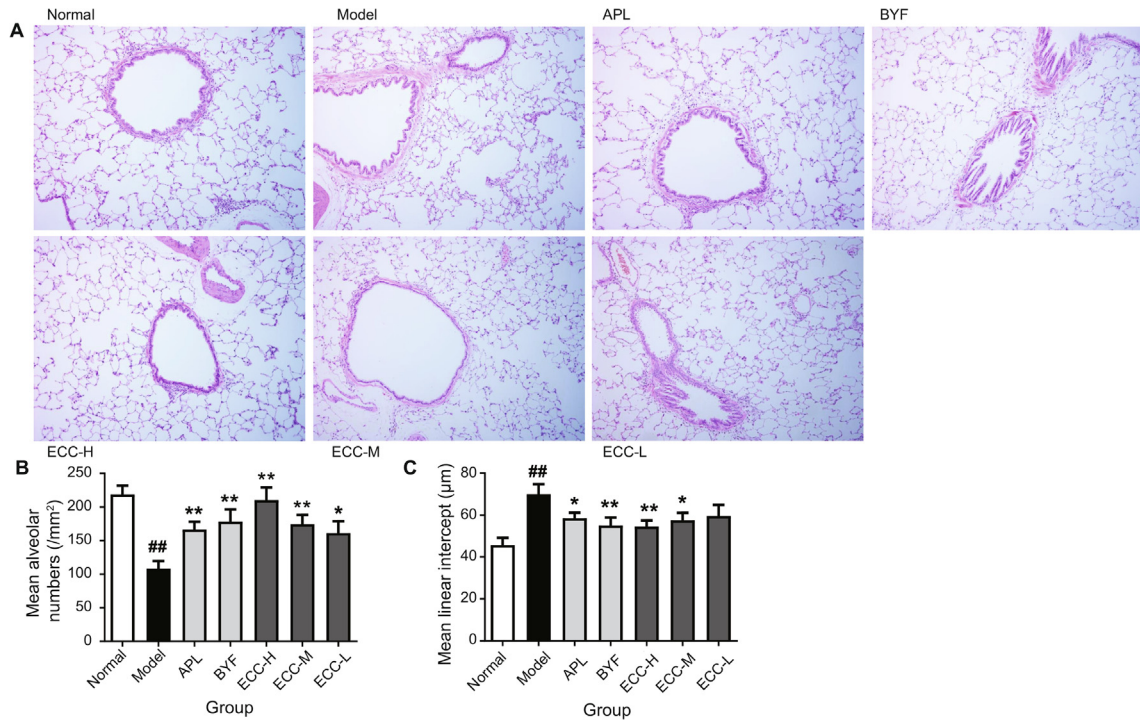 Normal
Model
APL
BYF
A
ECC-H
ECC-M
ECC-L
B
Mean alveolar
numbers (/mm²)
250
200
150
100
50
0
##
**
**
**
**
*
Normal
Model
APL
BYF
ECC-H
ECC-M
ECC-L
Group
C
Mean linear intercept (μm)
80
60
40
20
0
##
*
**
**
*
Normal
Model
APL
BYF
ECC-H
ECC-M
ECC-L
Group